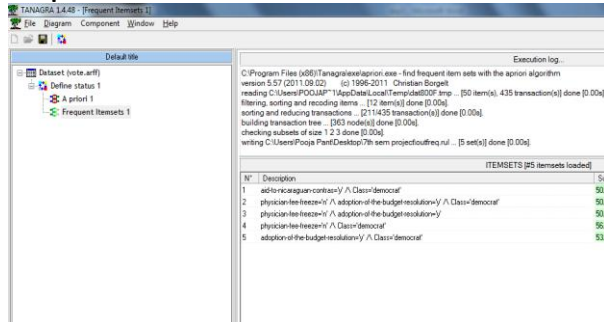 TANAGRA 1.4.48 - [Frequent Itemsets 1]
File Diagram Component Window Help
Default title
Dataset (vote.arff)
Define status 1
A priori 1
Frequent Itemsets 1
Execution log...
C:\Program Files (x86)\Tanagra\exe\apriori.exe - find frequent item sets with the apriori algorithm
version 5.57 (2011.09.02) (c) 1996-2011 Christian Borgelt
reading C:\Users\POOJAP~1\AppData\Local\Temp\dat800F.tmp ... [50 item(s), 435 transaction(s)] done [0.00s].
filtering, sorting and recoding items ... [12 item(s)] done [0.00s].
sorting and reducing transactions ... [211/435 transaction(s)] done [0.00s].
building transaction tree ... [363 node(s)] done [0.00s].
checking subsets of size 1 2 3 done [0.00s].
writing C:\Users\Pooja Pant\Desktop\7th sem project\outfreq.rul ... [5 set(s)] done [0.00s].
ITEMSETS [#5 itemsets loaded]
N° Description
1 aid-to-nicaraguan-contras='y' /\ Class='democrat' 50.
2 physician-fee-freeze='n' /\ adoption-of-the-budget-resolution='y' /\ Class='democrat' 50.
3 physician-fee-freeze='n' /\ adoption-of-the-budget-resolution='y' 50.
4 physician-fee-freeze='n' /\ Class='democrat' 56.
5 adoption-of-the-budget-resolution='y' /\ Class='democrat' 53.